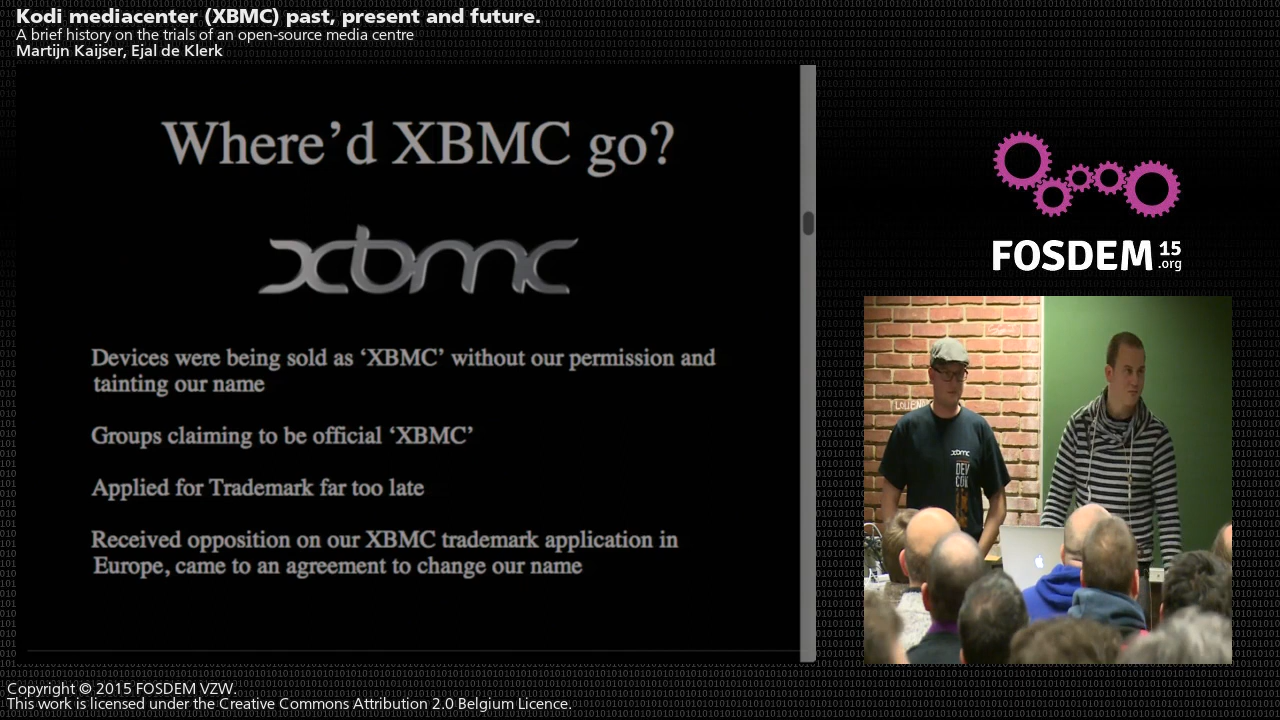 Kodi mediacenter (XBMC) past, present and future.
A brief history on the trials of an open-source media centre
Martijn Kaijser, Ejal de Klerk
Where’d XBMC go?
xbmc
Devices were being sold as ‘XBMC’ without our permission and
tainting our name
Groups claiming to be official ‘XBMC’
Applied for Trademark far too late
Received opposition on our XBMC trademark application in
Europe, came to an agreement to change our name
FOSDEM 15
.org
xbmc
DEV
CON
Copyright © 2015 FOSDEM VZW.
This work is licensed under the Creative Commons Attribution 2.0 Belgium Licence.